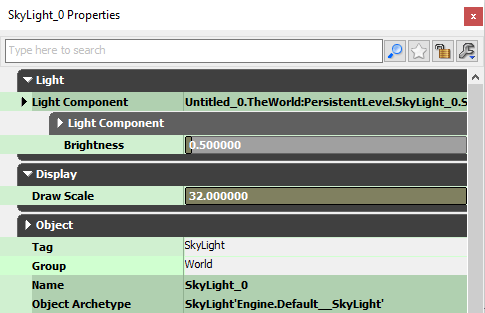 SkyLight_0 Properties
x
Type here to search
Light
Light Component Untitled_0.TheWorld:PersistentLevel.SkyLight_0.S
Light Component
Brightness 0.500000
Display
Draw Scale 32.000000
Object
Tag SkyLight
Group World
Name SkyLight_0
Object Archetype SkyLight'Engine.Default__SkyLight'